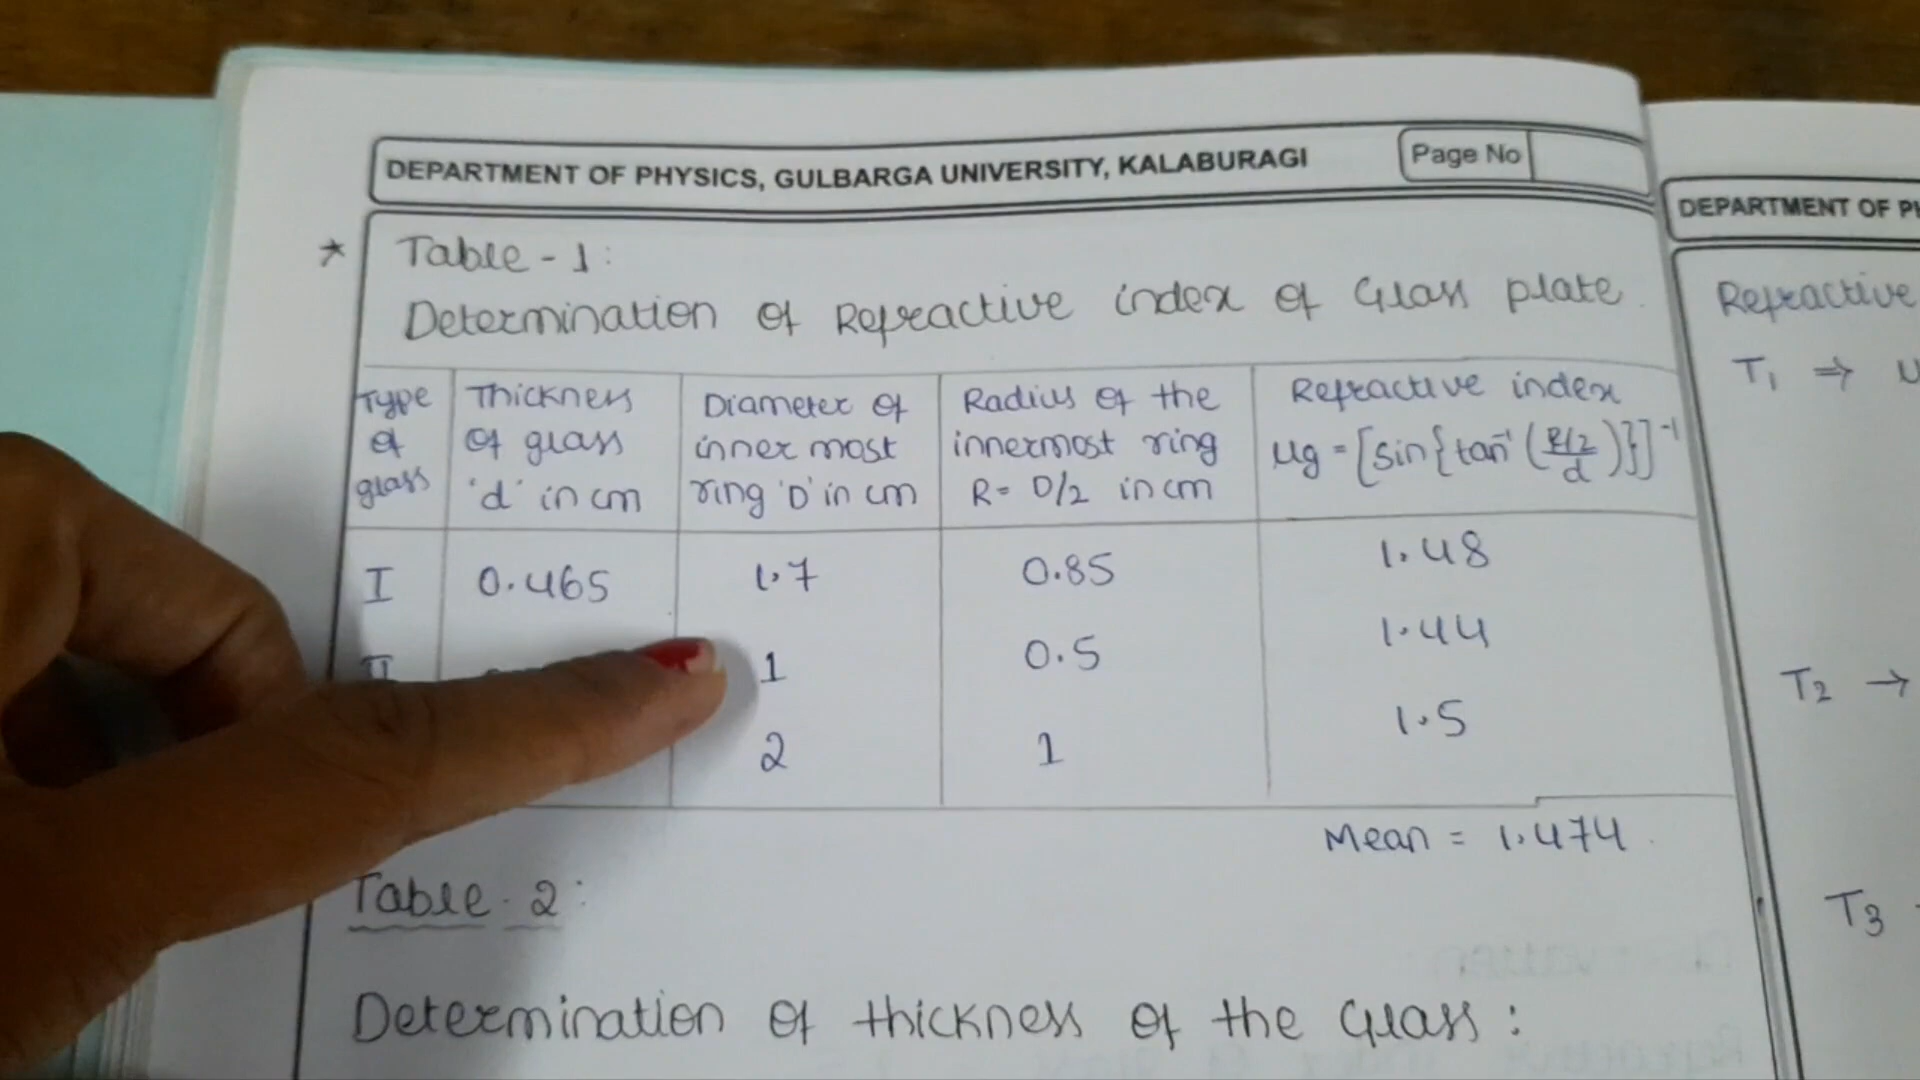 DEPARTMENT OF PHYSICS, GULBARGA UNIVERSITY, KALABURAGI
Page No
* Table - 1:
Determination of Refractive index of Glass plate.
Type of glass
Thickness of glass 'd' in cm
Diameter of inner most ring 'D' in cm
Radius of the innermost ring R = D/2 in cm
Refractive index μg = [sin{tan⁻¹(R/2/d)}]⁻¹
I 0.465 1.7 0.85 1.48
II 1 0.5 1.44
2 1 1.5
Mean = 1.474.
Table - 2:
Determination of thickness of the Glass:
DEPARTMENT OF
Refractive
T₁ ⇒
T₂ →
T₃